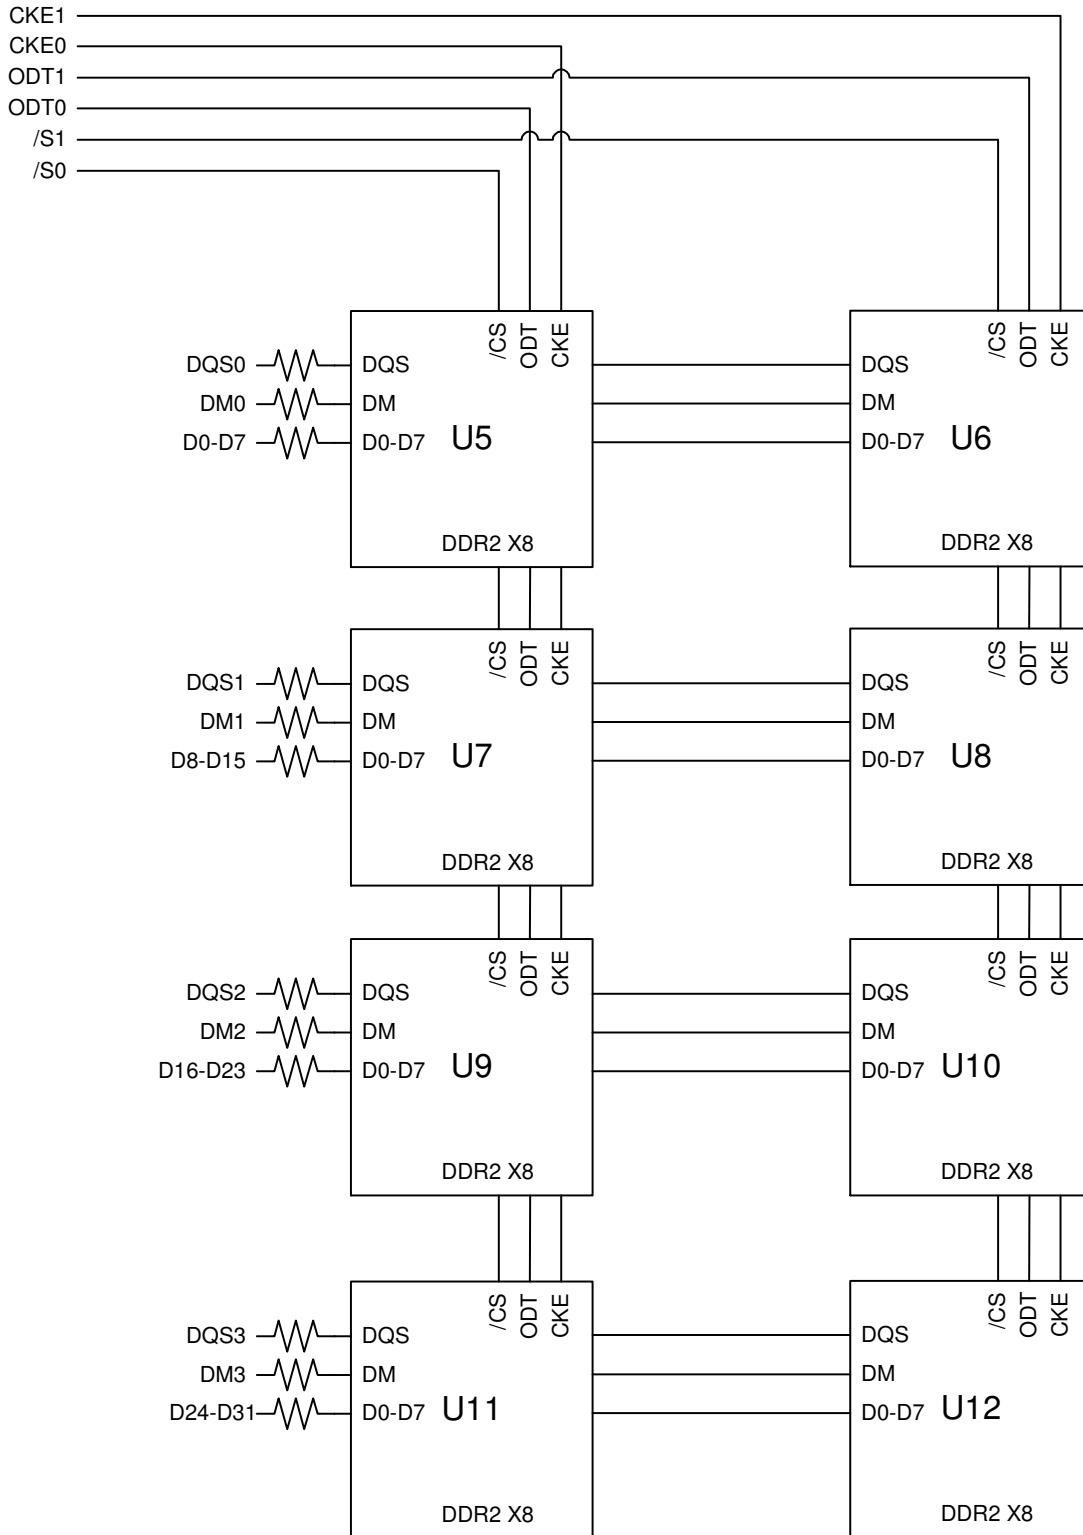 CKE1
CKE0
ODT1
ODT0
/S1
/S0
/CS ODT CKE /CS ODT CKE
DQS0 DQS DQS
DM0 DM DM
D0-D7 D0-D7 U5 D0-D7 U6
DDR2 X8 DDR2 X8
/CS ODT CKE /CS ODT CKE
DQS1 DQS DQS
DM1 DM DM
D8-D15 D0-D7 U7 D0-D7 U8
DDR2 X8 DDR2 X8
/CS ODT CKE /CS ODT CKE
DQS2 DQS DQS
DM2 DM DM
D16-D23 D0-D7 U9 D0-D7 U10
DDR2 X8 DDR2 X8
/CS ODT CKE /CS ODT CKE
DQS3 DQS DQS
DM3 DM DM
D24-D31 D0-D7 U11 D0-D7 U12
DDR2 X8 DDR2 X8